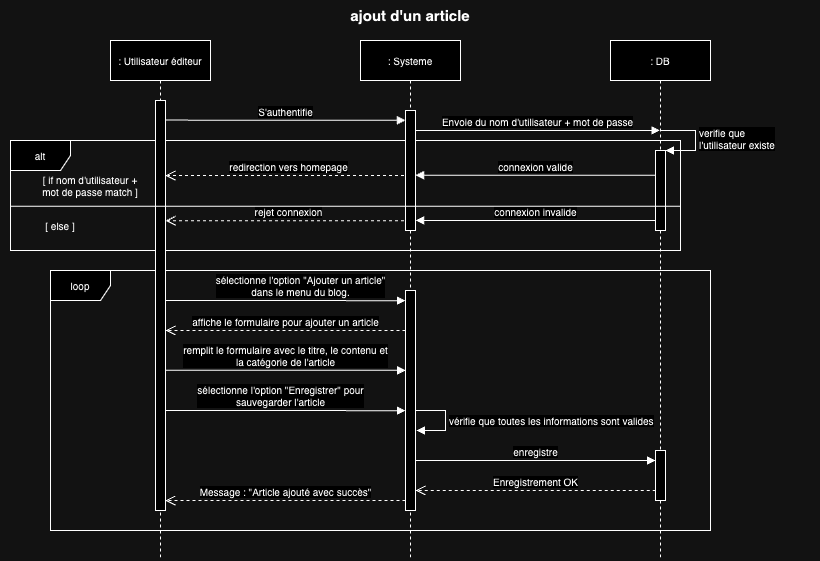 ajout d'un article
: Utilisateur éditeur
: Systeme
: DB
S'authentifie
Envoie du nom d'utilisateur + mot de passe
verifie que
l'utilisateur existe
alt
[ if nom d'utilisateur +
mot de passe match ]
redirection vers homepage
connexion valide
rejet connexion
connexion invalide
[ else ]
loop
sélectionne l'option "Ajouter un article"
dans le menu du blog.
affiche le formulaire pour ajouter un article
remplit le formulaire avec le titre, le contenu et
la catégorie de l'article
sélectionne l'option "Enregistrer" pour
sauvegarder l'article
vérifie que toutes les informations sont valides
enregistre
Enregistrement OK
Message : "Article ajouté avec succès"